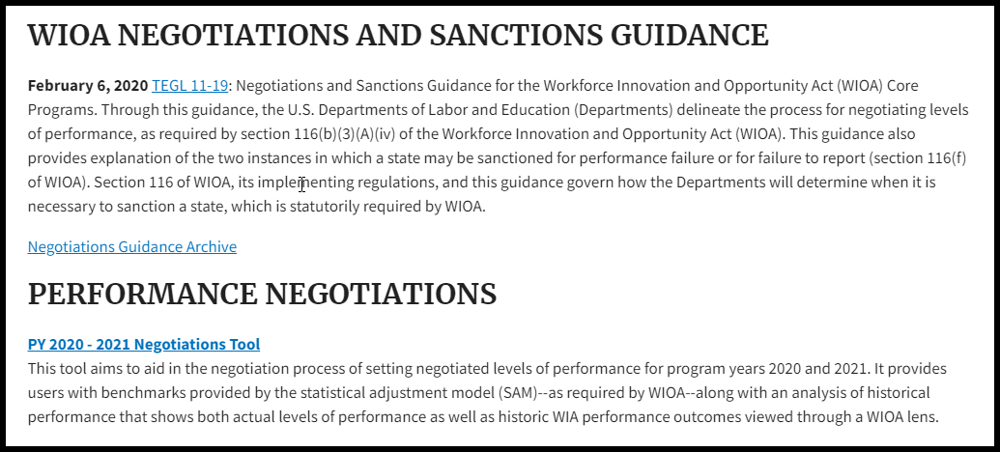 WIOA NEGOTIATIONS AND SANCTIONS GUIDANCE
February 6, 2020 TEGL 11-19: Negotiations and Sanctions Guidance for the Workforce Innovation and Opportunity Act (WIOA) Core
Programs. Through this guidance, the U.S. Departments of Labor and Education (Departments) delineate the process for negotiating levels
of performance, as required by section 116(b)(3)(A)(iv) of the Workforce Innovation and Opportunity Act (WIOA). This guidance also
provides explanation of the two instances in which a state may be sanctioned for performance failure or for failure to report (section 116(f)
of WIOA). Section 116 of WIOA, its implementing regulations, and this guidance govern how the Departments will determine when it is
necessary to sanction a state, which is statutorily required by WIOA.
Negotiations Guidance Archive
PERFORMANCE NEGOTIATIONS
PY 2020 - 2021 Negotiations Tool
This tool aims to aid in the negotiation process of setting negotiated levels of performance for program years 2020 and 2021. It provides
users with benchmarks provided by the statistical adjustment model (SAM)--as required by WIOA--along with an analysis of historical
performance that shows both actual levels of performance as well as historic WIA performance outcomes viewed through a WIOA lens.